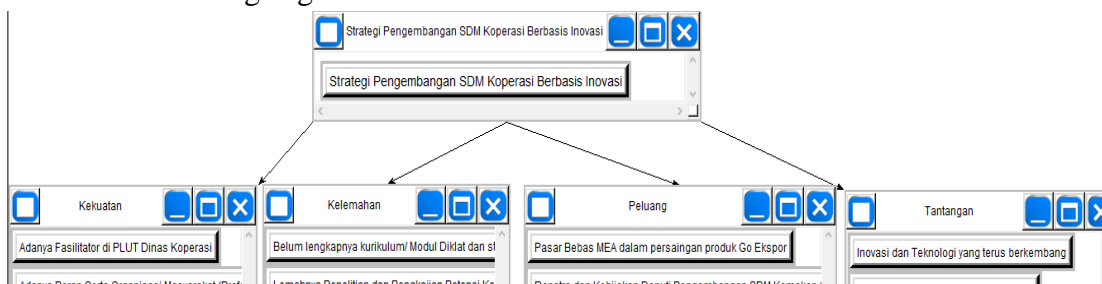 Strategi Pengembangan SDM Koperasi Berbasis Inovasi
Strategi Pengembangan SDM Koperasi Berbasis Inovasi
Kekuatan
Kelemahan
Peluang
Tantangan
Adanya Fasilitator di PLUT Dinas Koperasi
Belum lengkapnya kurikulum/ Modul Diklat dan st
Pasar Bebas MEA dalam persaingan produk Go Ekspor
Inovasi dan Teknologi yang terus berkembang